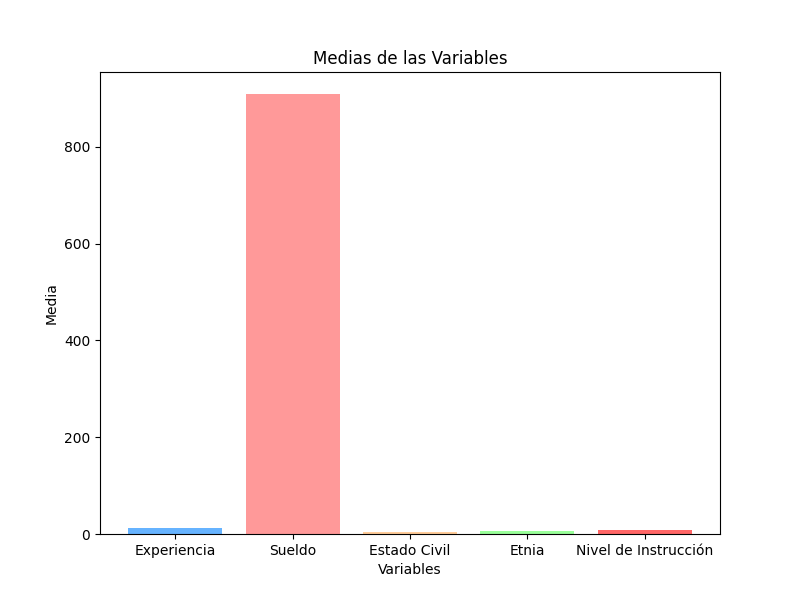 Medias de las Variables
Media
800
600
400
200
0
Experiencia
Sueldo
Estado Civil
Etnia
Nivel de Instrucción
Variables